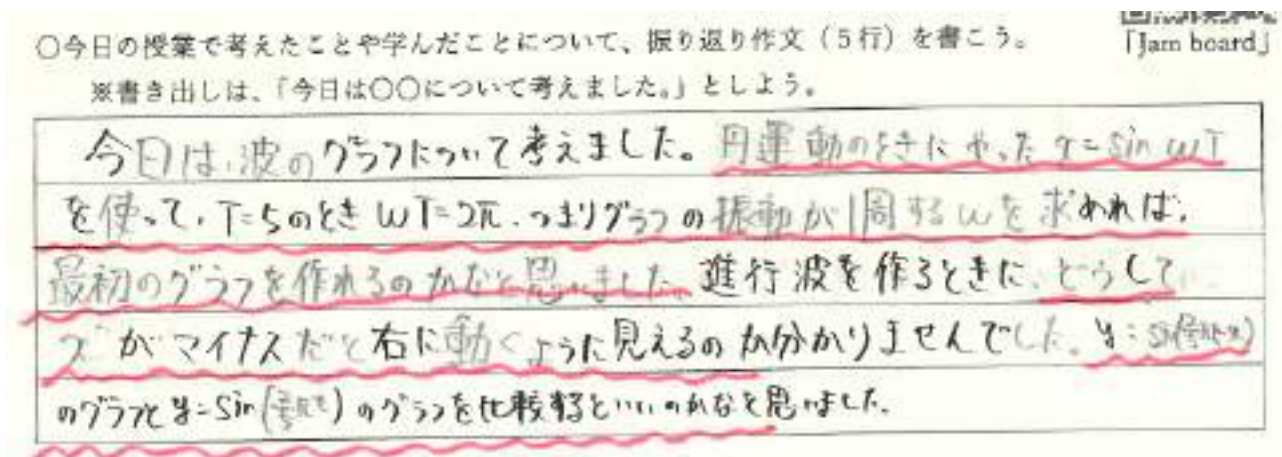 ○今日の授業で考えたことや学んだことについて、振り返り作文（5行）を書こう。
「Jam board」
※書き出しは、「今日は○○について考えました。」としよう。
今日は、波のグラフについて考えました。円運動のときにやった x=sin ωT
を使って、T=5のとき ωT=2π、つまりグラフの振動が1周するωを求めれば、
最初のグラフを作れるのかなと思いました。進行波を作るときに、どうして
xがマイナスだと右に動くように見えるのか分かりませんでした。y=sin(
のグラフと y=sin( ) のグラフを比較するといいのかなと思いました。